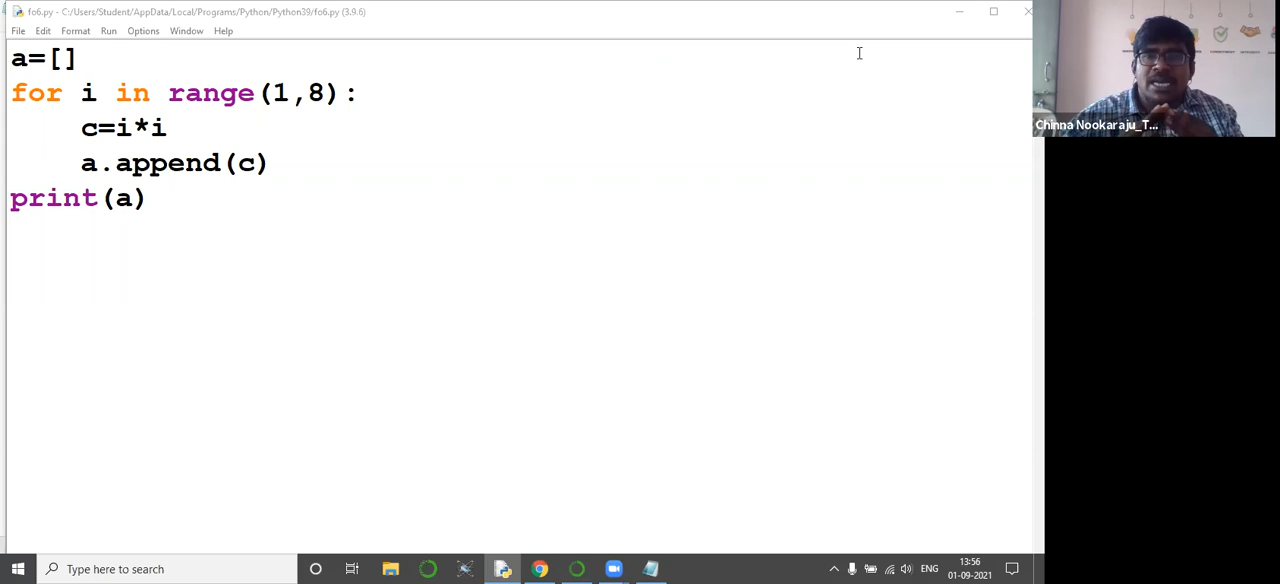 fo6.py - C:/Users/Student/AppData/Local/Programs/Python/Python39/fo6.py (3.9.6)
File Edit Format Run Options Window Help
a=[]
for i in range(1,8):
    c=i*i
    a.append(c)
print(a)
Chinna Nookaraju_T...
Type here to search
ENG
13:56
01-09-2021